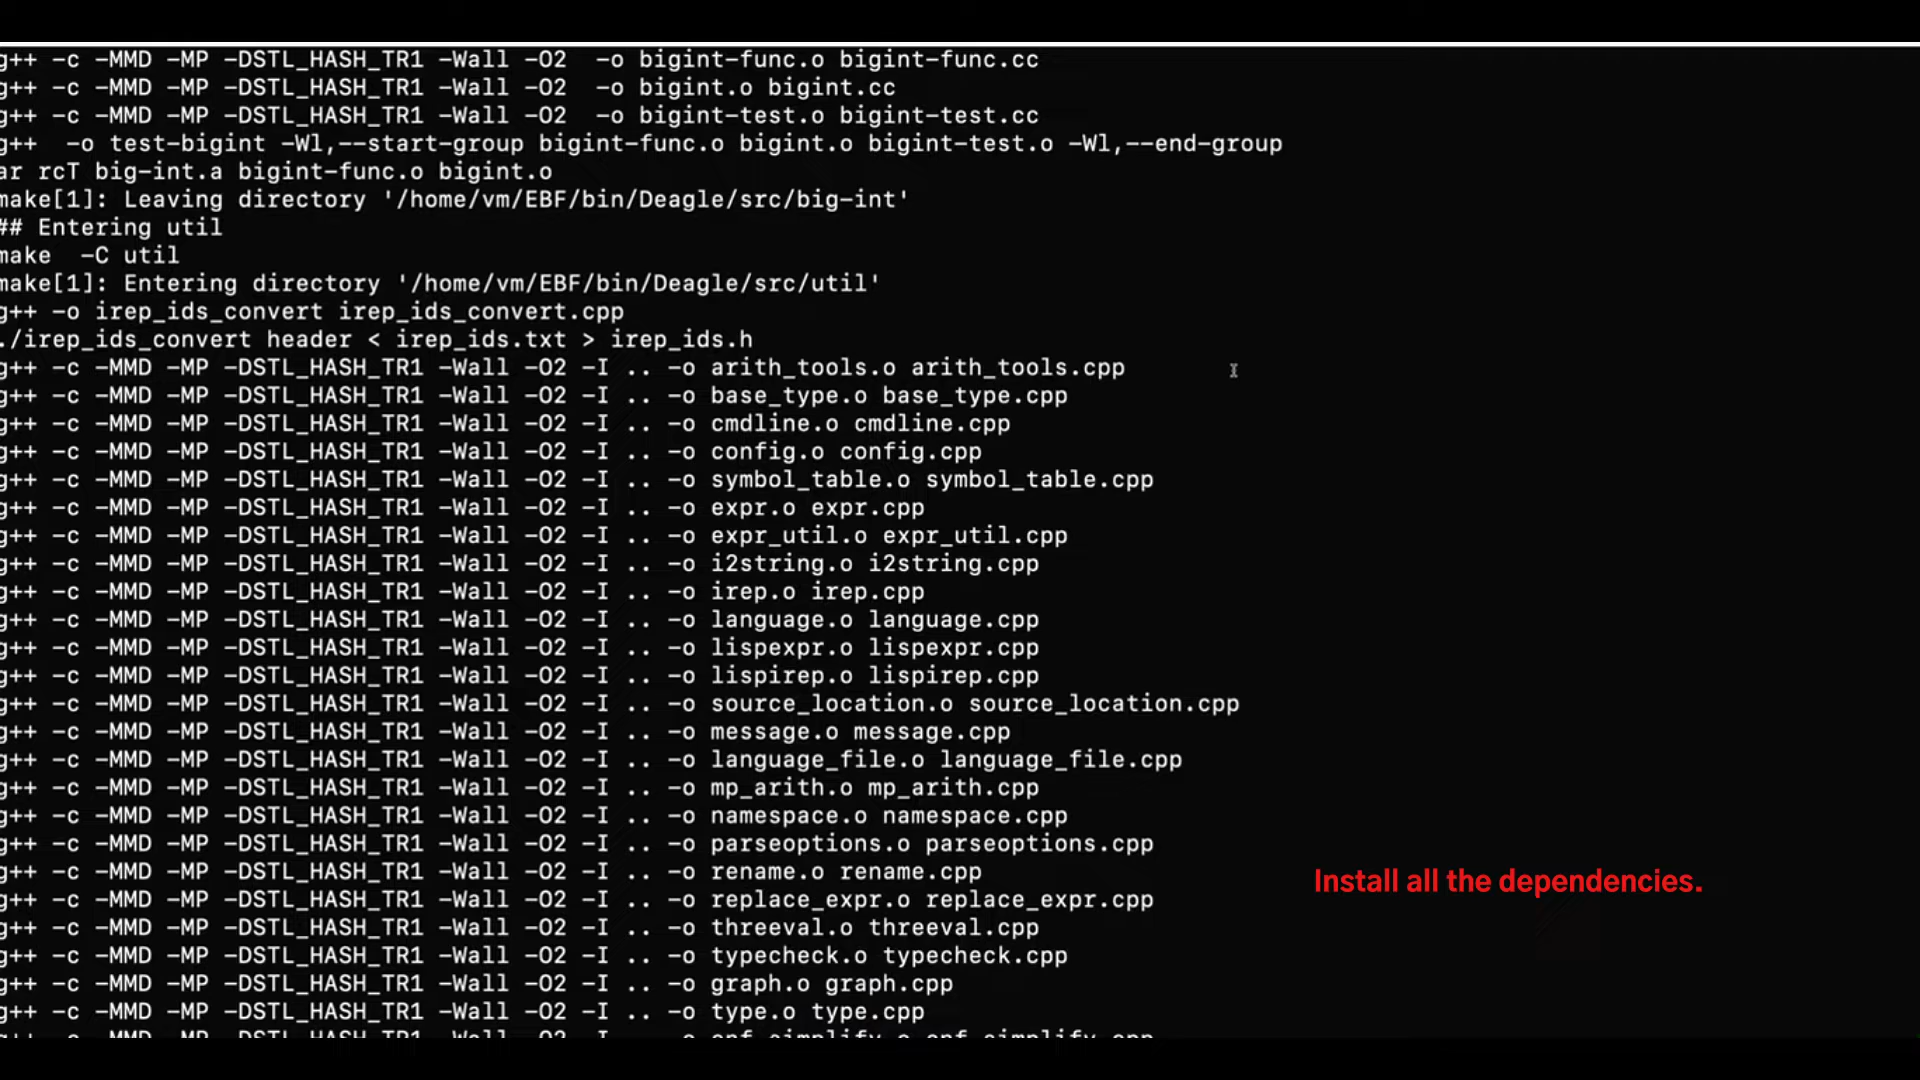 g++ -c -MMD -MP -DSTL_HASH_TR1 -Wall -O2  -o bigint-func.o bigint-func.cc
g++ -c -MMD -MP -DSTL_HASH_TR1 -Wall -O2  -o bigint.o bigint.cc
g++ -c -MMD -MP -DSTL_HASH_TR1 -Wall -O2  -o bigint-test.o bigint-test.cc
g++  -o test-bigint -Wl,--start-group bigint-func.o bigint.o bigint-test.o -Wl,--end-group
ar rcT big-int.a bigint-func.o bigint.o
make[1]: Leaving directory '/home/vm/EBF/bin/Deagle/src/big-int'
## Entering util
make  -C util
make[1]: Entering directory '/home/vm/EBF/bin/Deagle/src/util'
g++ -o irep_ids_convert irep_ids_convert.cpp
./irep_ids_convert header < irep_ids.txt > irep_ids.h
g++ -c -MMD -MP -DSTL_HASH_TR1 -Wall -O2 -I .. -o arith_tools.o arith_tools.cpp
g++ -c -MMD -MP -DSTL_HASH_TR1 -Wall -O2 -I .. -o base_type.o base_type.cpp
g++ -c -MMD -MP -DSTL_HASH_TR1 -Wall -O2 -I .. -o cmdline.o cmdline.cpp
g++ -c -MMD -MP -DSTL_HASH_TR1 -Wall -O2 -I .. -o config.o config.cpp
g++ -c -MMD -MP -DSTL_HASH_TR1 -Wall -O2 -I .. -o symbol_table.o symbol_table.cpp
g++ -c -MMD -MP -DSTL_HASH_TR1 -Wall -O2 -I .. -o expr.o expr.cpp
g++ -c -MMD -MP -DSTL_HASH_TR1 -Wall -O2 -I .. -o expr_util.o expr_util.cpp
g++ -c -MMD -MP -DSTL_HASH_TR1 -Wall -O2 -I .. -o i2string.o i2string.cpp
g++ -c -MMD -MP -DSTL_HASH_TR1 -Wall -O2 -I .. -o irep.o irep.cpp
g++ -c -MMD -MP -DSTL_HASH_TR1 -Wall -O2 -I .. -o language.o language.cpp
g++ -c -MMD -MP -DSTL_HASH_TR1 -Wall -O2 -I .. -o lispexpr.o lispexpr.cpp
g++ -c -MMD -MP -DSTL_HASH_TR1 -Wall -O2 -I .. -o lispirep.o lispirep.cpp
g++ -c -MMD -MP -DSTL_HASH_TR1 -Wall -O2 -I .. -o source_location.o source_location.cpp
g++ -c -MMD -MP -DSTL_HASH_TR1 -Wall -O2 -I .. -o message.o message.cpp
g++ -c -MMD -MP -DSTL_HASH_TR1 -Wall -O2 -I .. -o language_file.o language_file.cpp
g++ -c -MMD -MP -DSTL_HASH_TR1 -Wall -O2 -I .. -o mp_arith.o mp_arith.cpp
g++ -c -MMD -MP -DSTL_HASH_TR1 -Wall -O2 -I .. -o namespace.o namespace.cpp
g++ -c -MMD -MP -DSTL_HASH_TR1 -Wall -O2 -I .. -o parseoptions.o parseoptions.cpp
g++ -c -MMD -MP -DSTL_HASH_TR1 -Wall -O2 -I .. -o rename.o rename.cpp
Install all the dependencies.
g++ -c -MMD -MP -DSTL_HASH_TR1 -Wall -O2 -I .. -o replace_expr.o replace_expr.cpp
g++ -c -MMD -MP -DSTL_HASH_TR1 -Wall -O2 -I .. -o threeval.o threeval.cpp
g++ -c -MMD -MP -DSTL_HASH_TR1 -Wall -O2 -I .. -o typecheck.o typecheck.cpp
g++ -c -MMD -MP -DSTL_HASH_TR1 -Wall -O2 -I .. -o graph.o graph.cpp
g++ -c -MMD -MP -DSTL_HASH_TR1 -Wall -O2 -I .. -o type.o type.cpp